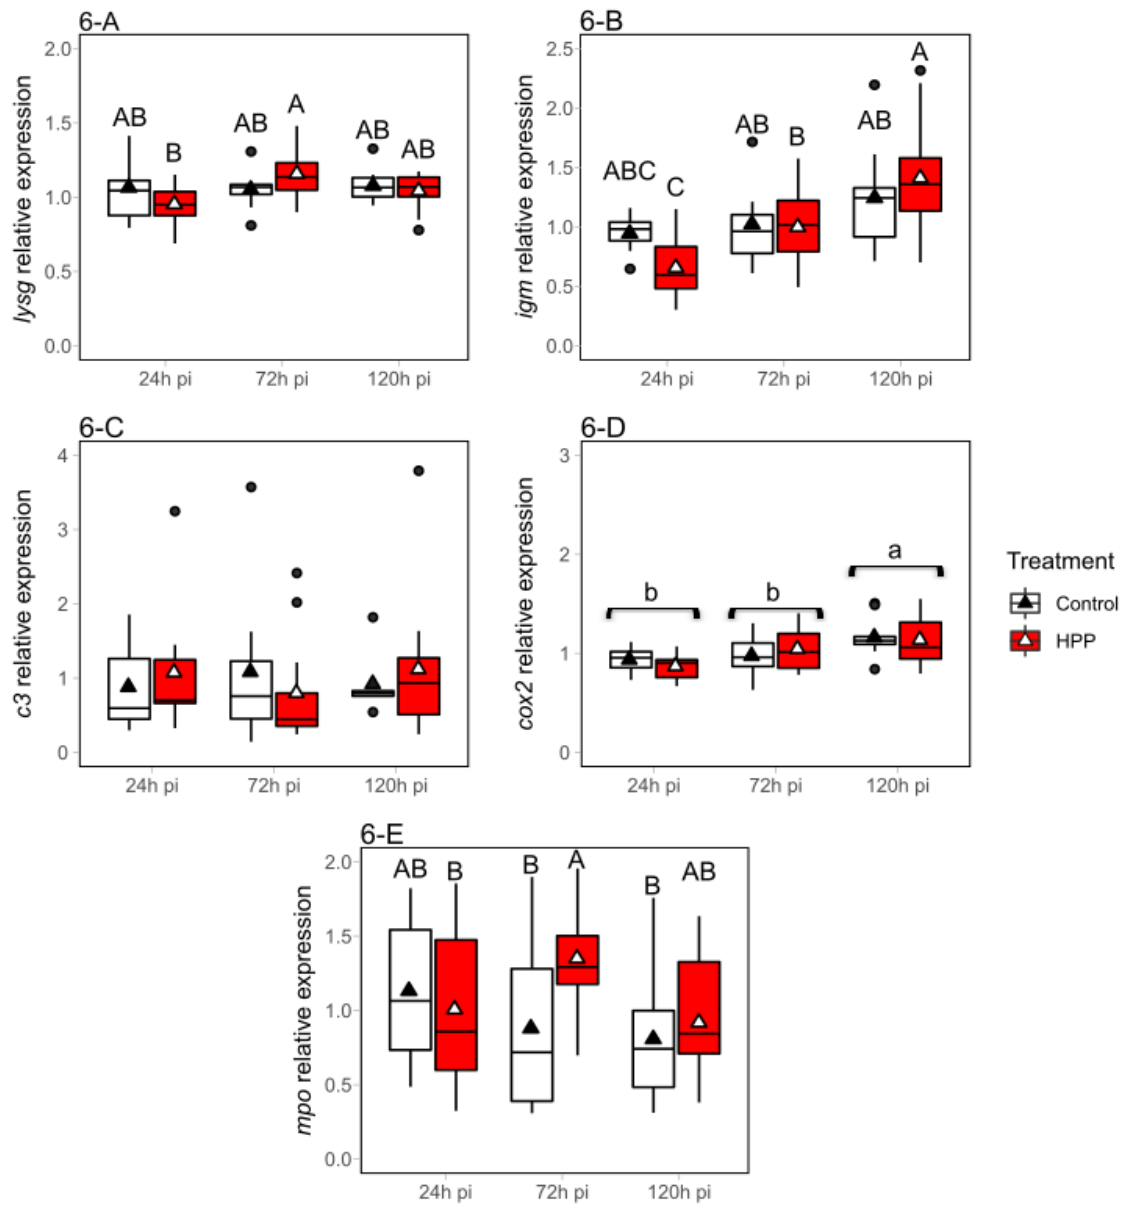 6-A
lysg relative expression
2.0
1.5
1.0
0.5
0.0
AB
B
AB
A
AB
AB
24h pi
72h pi
120h pi
6-B
igm relative expression
2.5
2.0
1.5
1.0
0.5
0.0
ABC
C
AB
B
AB
A
24h pi
72h pi
120h pi
6-C
c3 relative expression
4
3
2
1
0
24h pi
72h pi
120h pi
6-D
cox2 relative expression
3
2
1
0
b
b
a
24h pi
72h pi
120h pi
Treatment
Control
HPP
6-E
mpo relative expression
2.0
1.5
1.0
0.5
0.0
AB
B
B
A
B
AB
24h pi
72h pi
120h pi